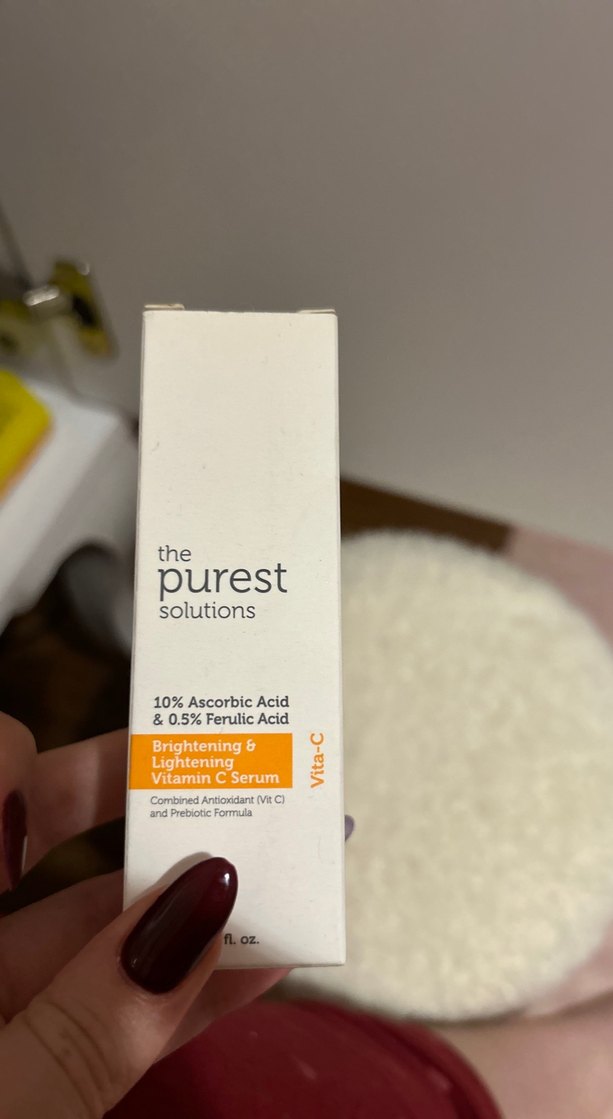 the
purest
solutions
10% Ascorbic Acid
& 0.5% Ferulic Acid
Brightening &
Lightening
Vitamin C Serum
Vita-C
Combined Antioxidant (Vit C)
and Prebiotic Formula
fl. oz.